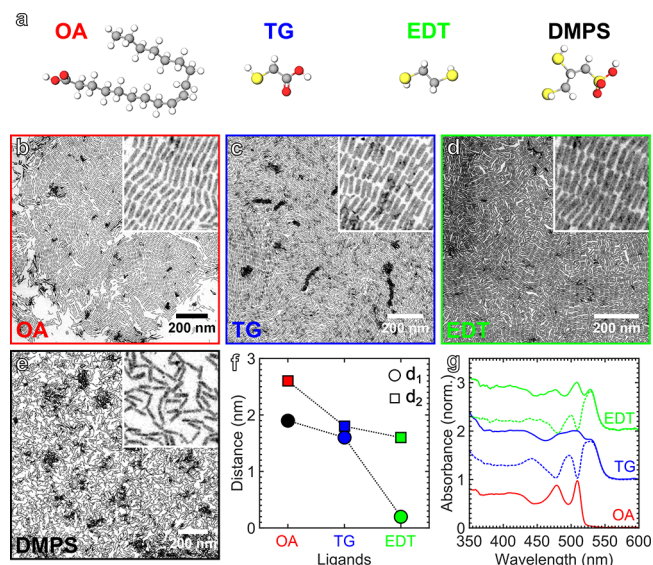 a
OA
TG
EDT
DMPS
b
200 nm
OA
c
200 nm
TG
d
200 nm
EDT
e
200 nm
DMPS
f
d₁
d₂
3
2
1
0
Distance (nm)
OA
TG
EDT
Ligands
g
EDT
TG
OA
3
2
1
0
Absorbance (norm.)
350
400
450
500
550
600
Wavelength (nm)